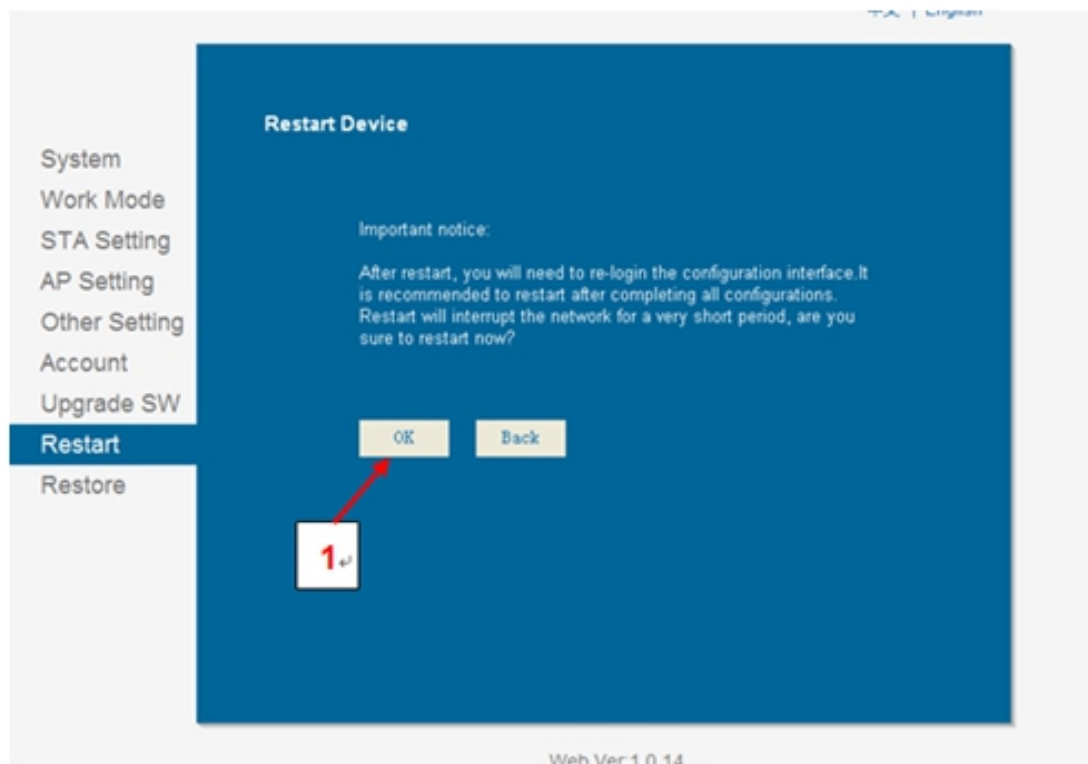 中文 | English
Restart Device
System
Work Mode
STA Setting
AP Setting
Other Setting
Account
Upgrade SW
Restart
Restore
Important notice:
After restart, you will need to re-login the configuration interface.It
is recommended to restart after completing all configurations.
Restart will interrupt the network for a very short period, are you
sure to restart now?
OK Back
1
Web Ver:1.0.14